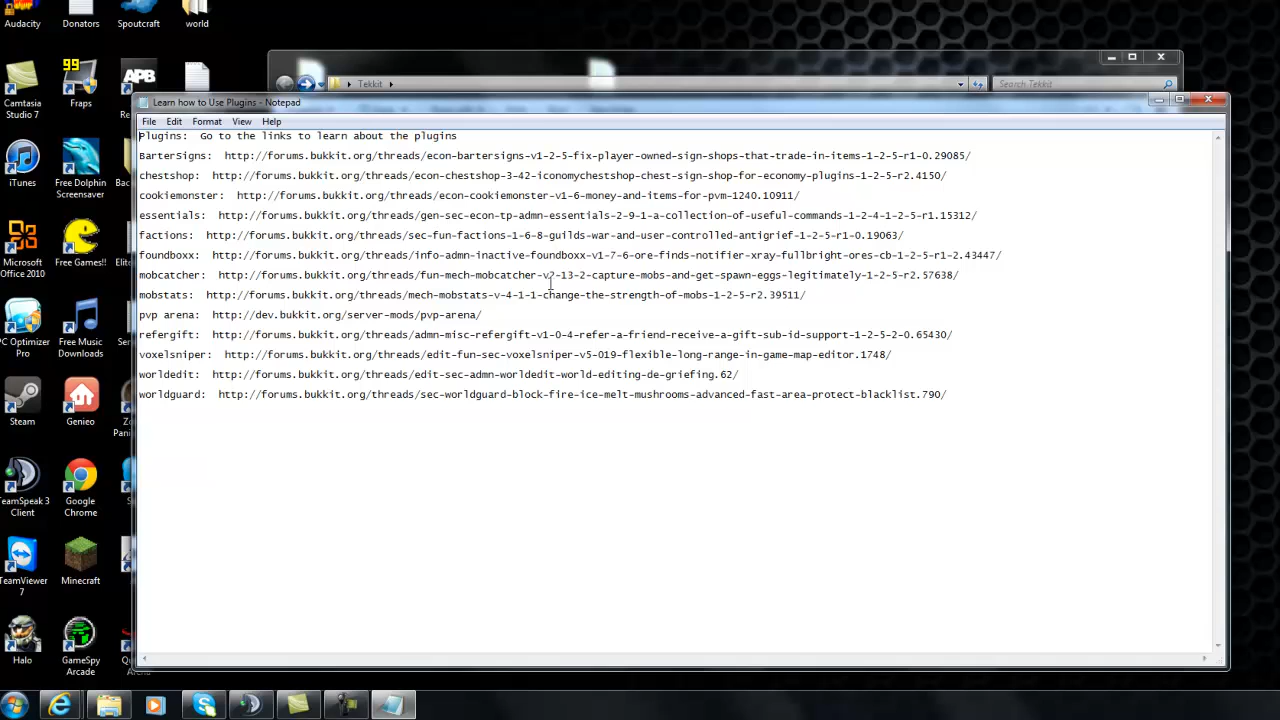 Audacity
Donators
Spoutcraft
world
Camtasia
Studio 7
99
Fraps
APB
Re
iTunes
Free Dolphin
Screensaver
Bac
Microsoft
Office 2010
Free Games!!
Elite
PC Optimizer
Pro
Free Music
Downloads
Ser
Steam
Genieo
Zo
Pani
TeamSpeak 3
Client
Google
Chrome
S
TeamViewer
7
Minecraft
Halo
GameSpy
Arcade
Qu
Tekkit
Search Tekkit
Learn how to Use Plugins - Notepad
File Edit Format View Help
Plugins: Go to the links to learn about the plugins
BarterSigns: http://forums.bukkit.org/threads/econ-bartersigns-v1-2-5-fix-player-owned-sign-shops-that-trade-in-items-1-2-5-r1-0.29085/
chestshop: http://forums.bukkit.org/threads/econ-chestshop-3-42-iconomychestshop-chest-sign-shop-for-economy-plugins-1-2-5-r2.4150/
cookiemonster: http://forums.bukkit.org/threads/econ-cookiemonster-v1-6-money-and-items-for-pvm-1240.10911/
essentials: http://forums.bukkit.org/threads/gen-sec-econ-tp-admn-essentials-2-9-1-a-collection-of-useful-commands-1-2-4-1-2-5-r1.15312/
factions: http://forums.bukkit.org/threads/sec-fun-factions-1-6-8-guilds-war-and-user-controlled-antigrief-1-2-5-r1-0.19063/
foundboxx: http://forums.bukkit.org/threads/info-admn-inactive-foundboxx-v1-7-6-ore-finds-notifier-xray-fullbright-ores-cb-1-2-5-r1-2.43447/
mobcatcher: http://forums.bukkit.org/threads/fun-mech-mobcatcher-v2-13-2-capture-mobs-and-get-spawn-eggs-legitimately-1-2-5-r2.57638/
mobstats: http://forums.bukkit.org/threads/mech-mobstats-v-4-1-1-change-the-strength-of-mobs-1-2-5-r2.39511/
pvp arena: http://dev.bukkit.org/server-mods/pvp-arena/
refergift: http://forums.bukkit.org/threads/admn-misc-refergift-v1-0-4-refer-a-friend-receive-a-gift-sub-id-support-1-2-5-2-0.65430/
voxelsniper: http://forums.bukkit.org/threads/edit-fun-sec-voxelsniper-v5-019-flexible-long-range-in-game-map-editor.1748/
worldedit: http://forums.bukkit.org/threads/edit-sec-admn-worldedit-world-editing-de-griefing.62/
worldguard: http://forums.bukkit.org/threads/sec-worldguard-block-fire-ice-melt-mushrooms-advanced-fast-area-protect-blacklist.790/